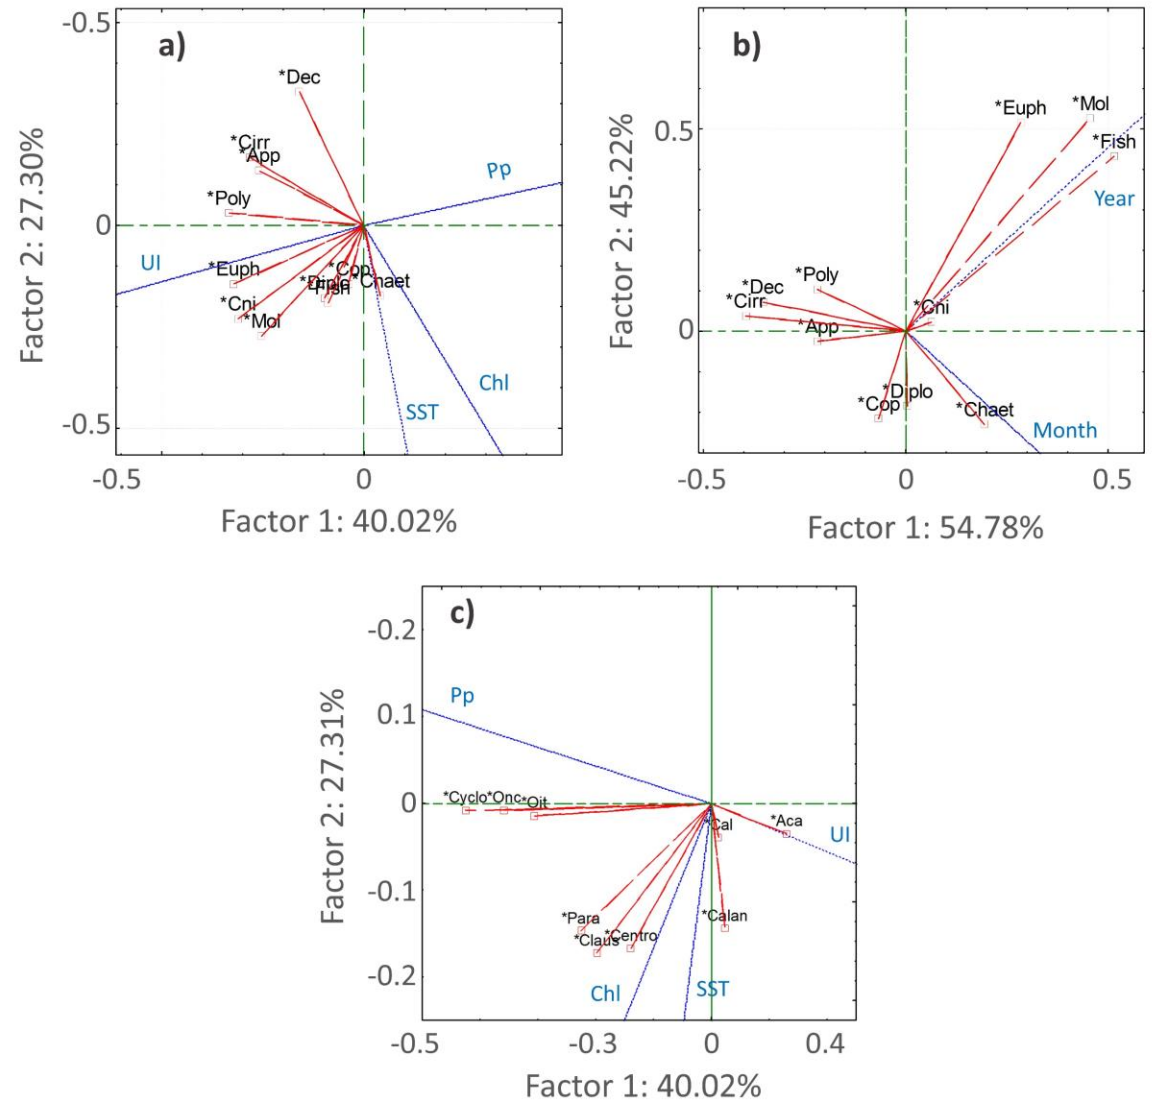 a)
-0.5
*Dec
*Cirr
*App
*Poly
Pp
0
UI
*Euph
*Cop
*Diplo
Fish
*Chaet
*Cni
*Mol
Chl
SST
-0.5
-0.5
0
Factor 2: 27.30%
Factor 1: 40.02%
b)
*Euph
*Mol
*Fish
0.5
Year
*Poly
*Dec
*Cirr
*Cni
*App
0
*Diplo
*Cop
*Chaet
Month
-0.5
0
0.5
Factor 2: 45.22%
Factor 1: 54.78%
c)
-0.2
Pp
0.1
*Cyclo*Onc*Oit
0
*Cal
*Aca
UI
-0.1
*Para
*Claus
*Centro
*Calan
-0.2
Chl
SST
-0.5
-0.3
0
0.4
Factor 2: 27.31%
Factor 1: 40.02%